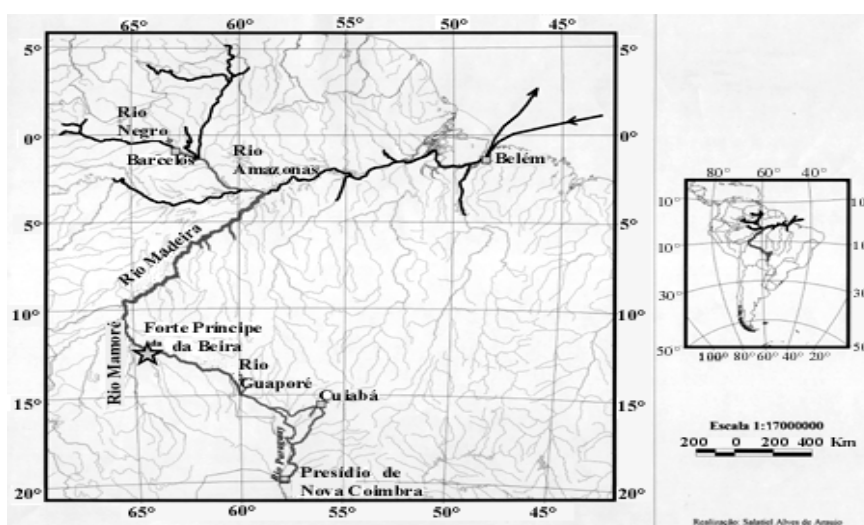 65° 60° 55° 50° 45°
5° 5°
Rio
Negro
0° 0°
Barcelos
Rio
Amazonas
Belém
5° 5°
Rio Madeira
10° 10°
Rio Mamoré
Forte Príncipe
da Beira
Rio
Guaporé
Cuiabá
15° 15°
Rio Paraguay
Presídio de
Nova Coimbra
20° 20°
65° 60° 55° 50° 45°
80° 60° 40°
10° 10°
10° 10°
30° 30°
50° 50
100° 80° 60° 40° 20°
Escala 1:17000000
200 0 200 400 Km
Realização: Salatiel Alves de Araujo